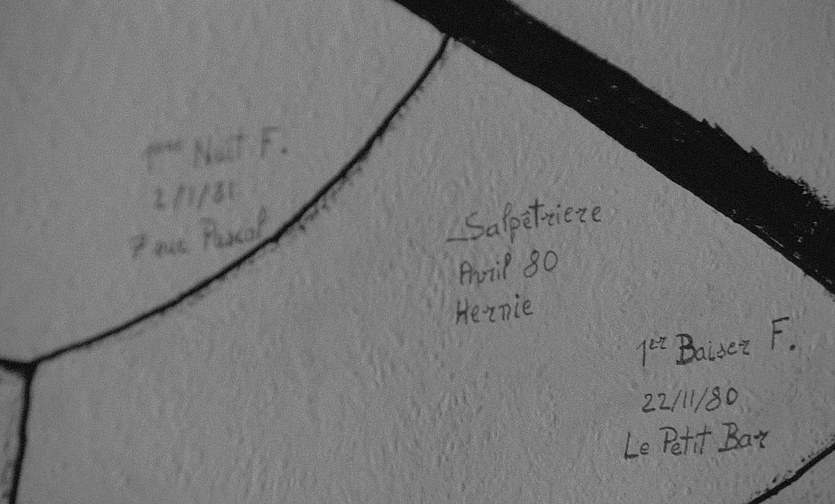 1ère Nuit F.
2/1/81
7 rue Pascal
_Salpêtriere
Avril 80
Hernie
1er Baiser F.
22/11/80
Le Petit Bar